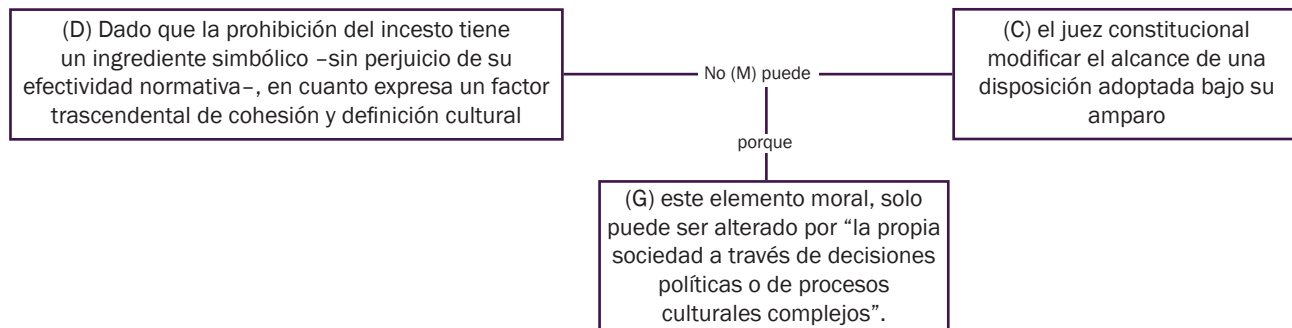 (D) Dado que la prohibición del incesto tiene
un ingrediente simbólico –sin perjuicio de su
efectividad normativa–, en cuanto expresa un factor
trascendental de cohesión y definición cultural
No (M) puede
(C) el juez constitucional
modificar el alcance de una
disposición adoptada bajo su
amparo
porque
(G) este elemento moral, solo
puede ser alterado por “la propia
sociedad a través de decisiones
políticas o de procesos
culturales complejos”.